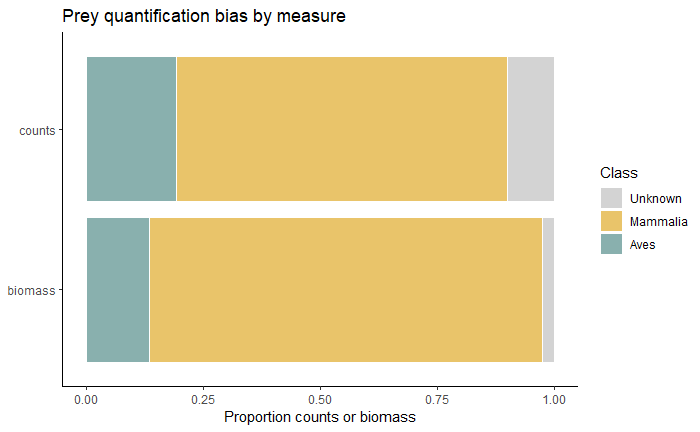 Prey quantification bias by measure
counts
biomass
0.00 0.25 0.50 0.75 1.00
Proportion counts or biomass
Class
Unknown
Mammalia
Aves